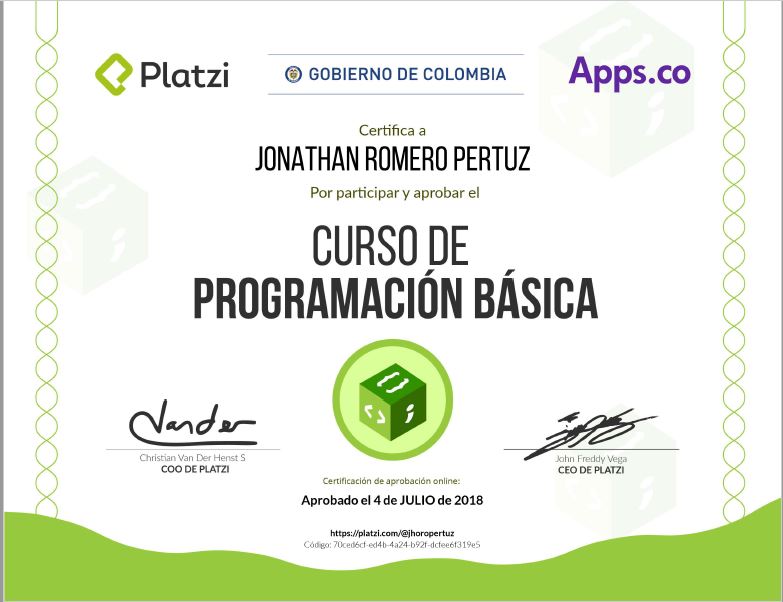 Platzi
GOBIERNO DE COLOMBIA
Apps.co
Certifica a
JONATHAN ROMERO PERTUZ
Por participar y aprobar el
CURSO DE
PROGRAMACIÓN BÁSICA
Vander
Christian Van Der Henst S
COO DE PLATZI
John Freddy Vega
CEO DE PLATZI
Certificación de aprobación online:
Aprobado el 4 de JULIO de 2018
https://platzi.com/@jhoropertuz
Código: 70ced6cf-ed4b-4a24-b92f-dcfee6f319e5